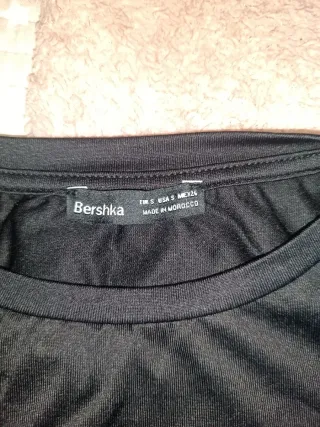 Bershka
EUR S USA S MEX 26
MADE IN MOROCCO